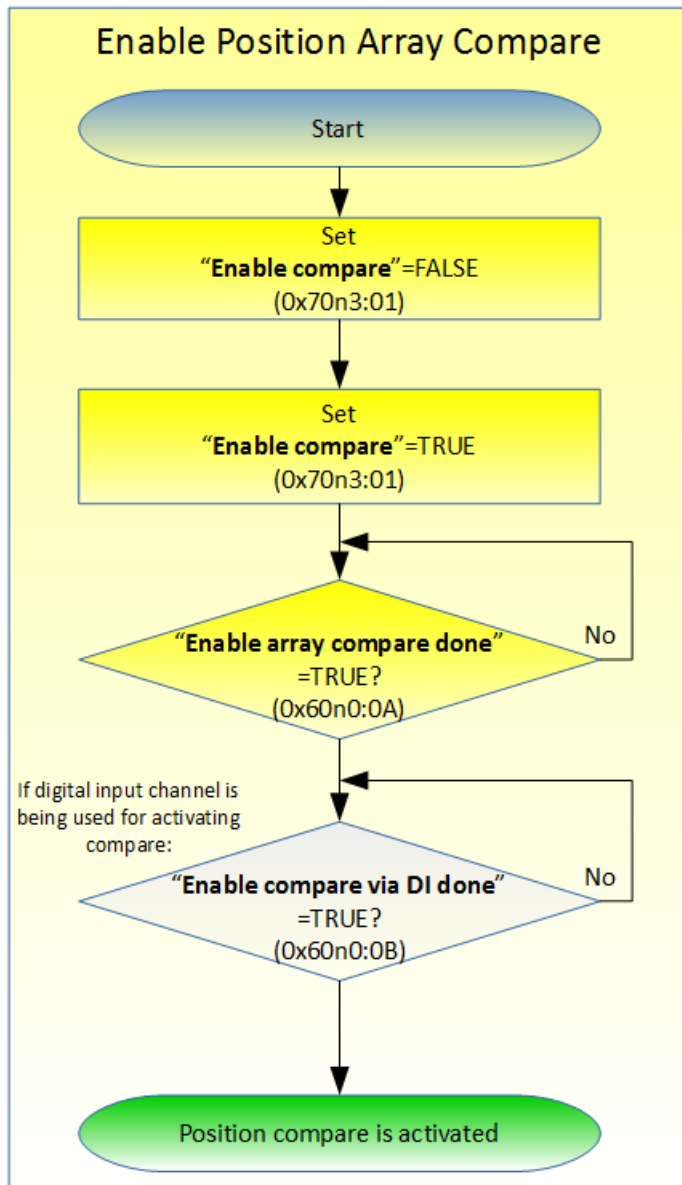 Enable Position Array Compare
Start
Set
“Enable compare”=FALSE
(0x70n3:01)
Set
“Enable compare”=TRUE
(0x70n3:01)
“Enable array compare done”
=TRUE?
(0x60n0:0A)
No
If digital input channel is
being used for activating
compare:
“Enable compare via DI done”
=TRUE?
(0x60n0:0B)
No
Position compare is activated